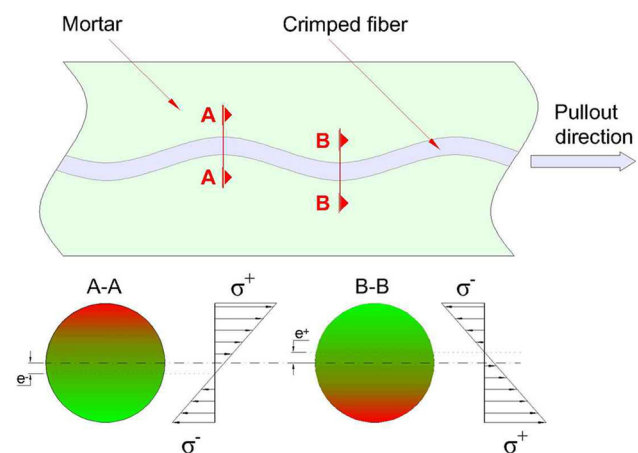 Mortar
Crimped fiber
A
B
Pullout
direction
A
B
A-A
σ+
B-B
σ-
e+
e-
σ-
σ+